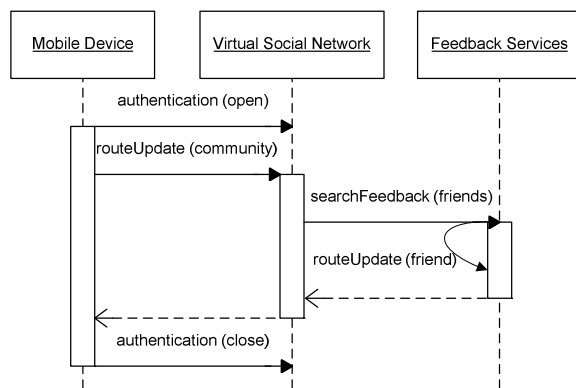 Mobile Device
Virtual Social Network
Feedback Services
authentication (open)
routeUpdate (community)
searchFeedback (friends)
routeUpdate (friend)
authentication (close)